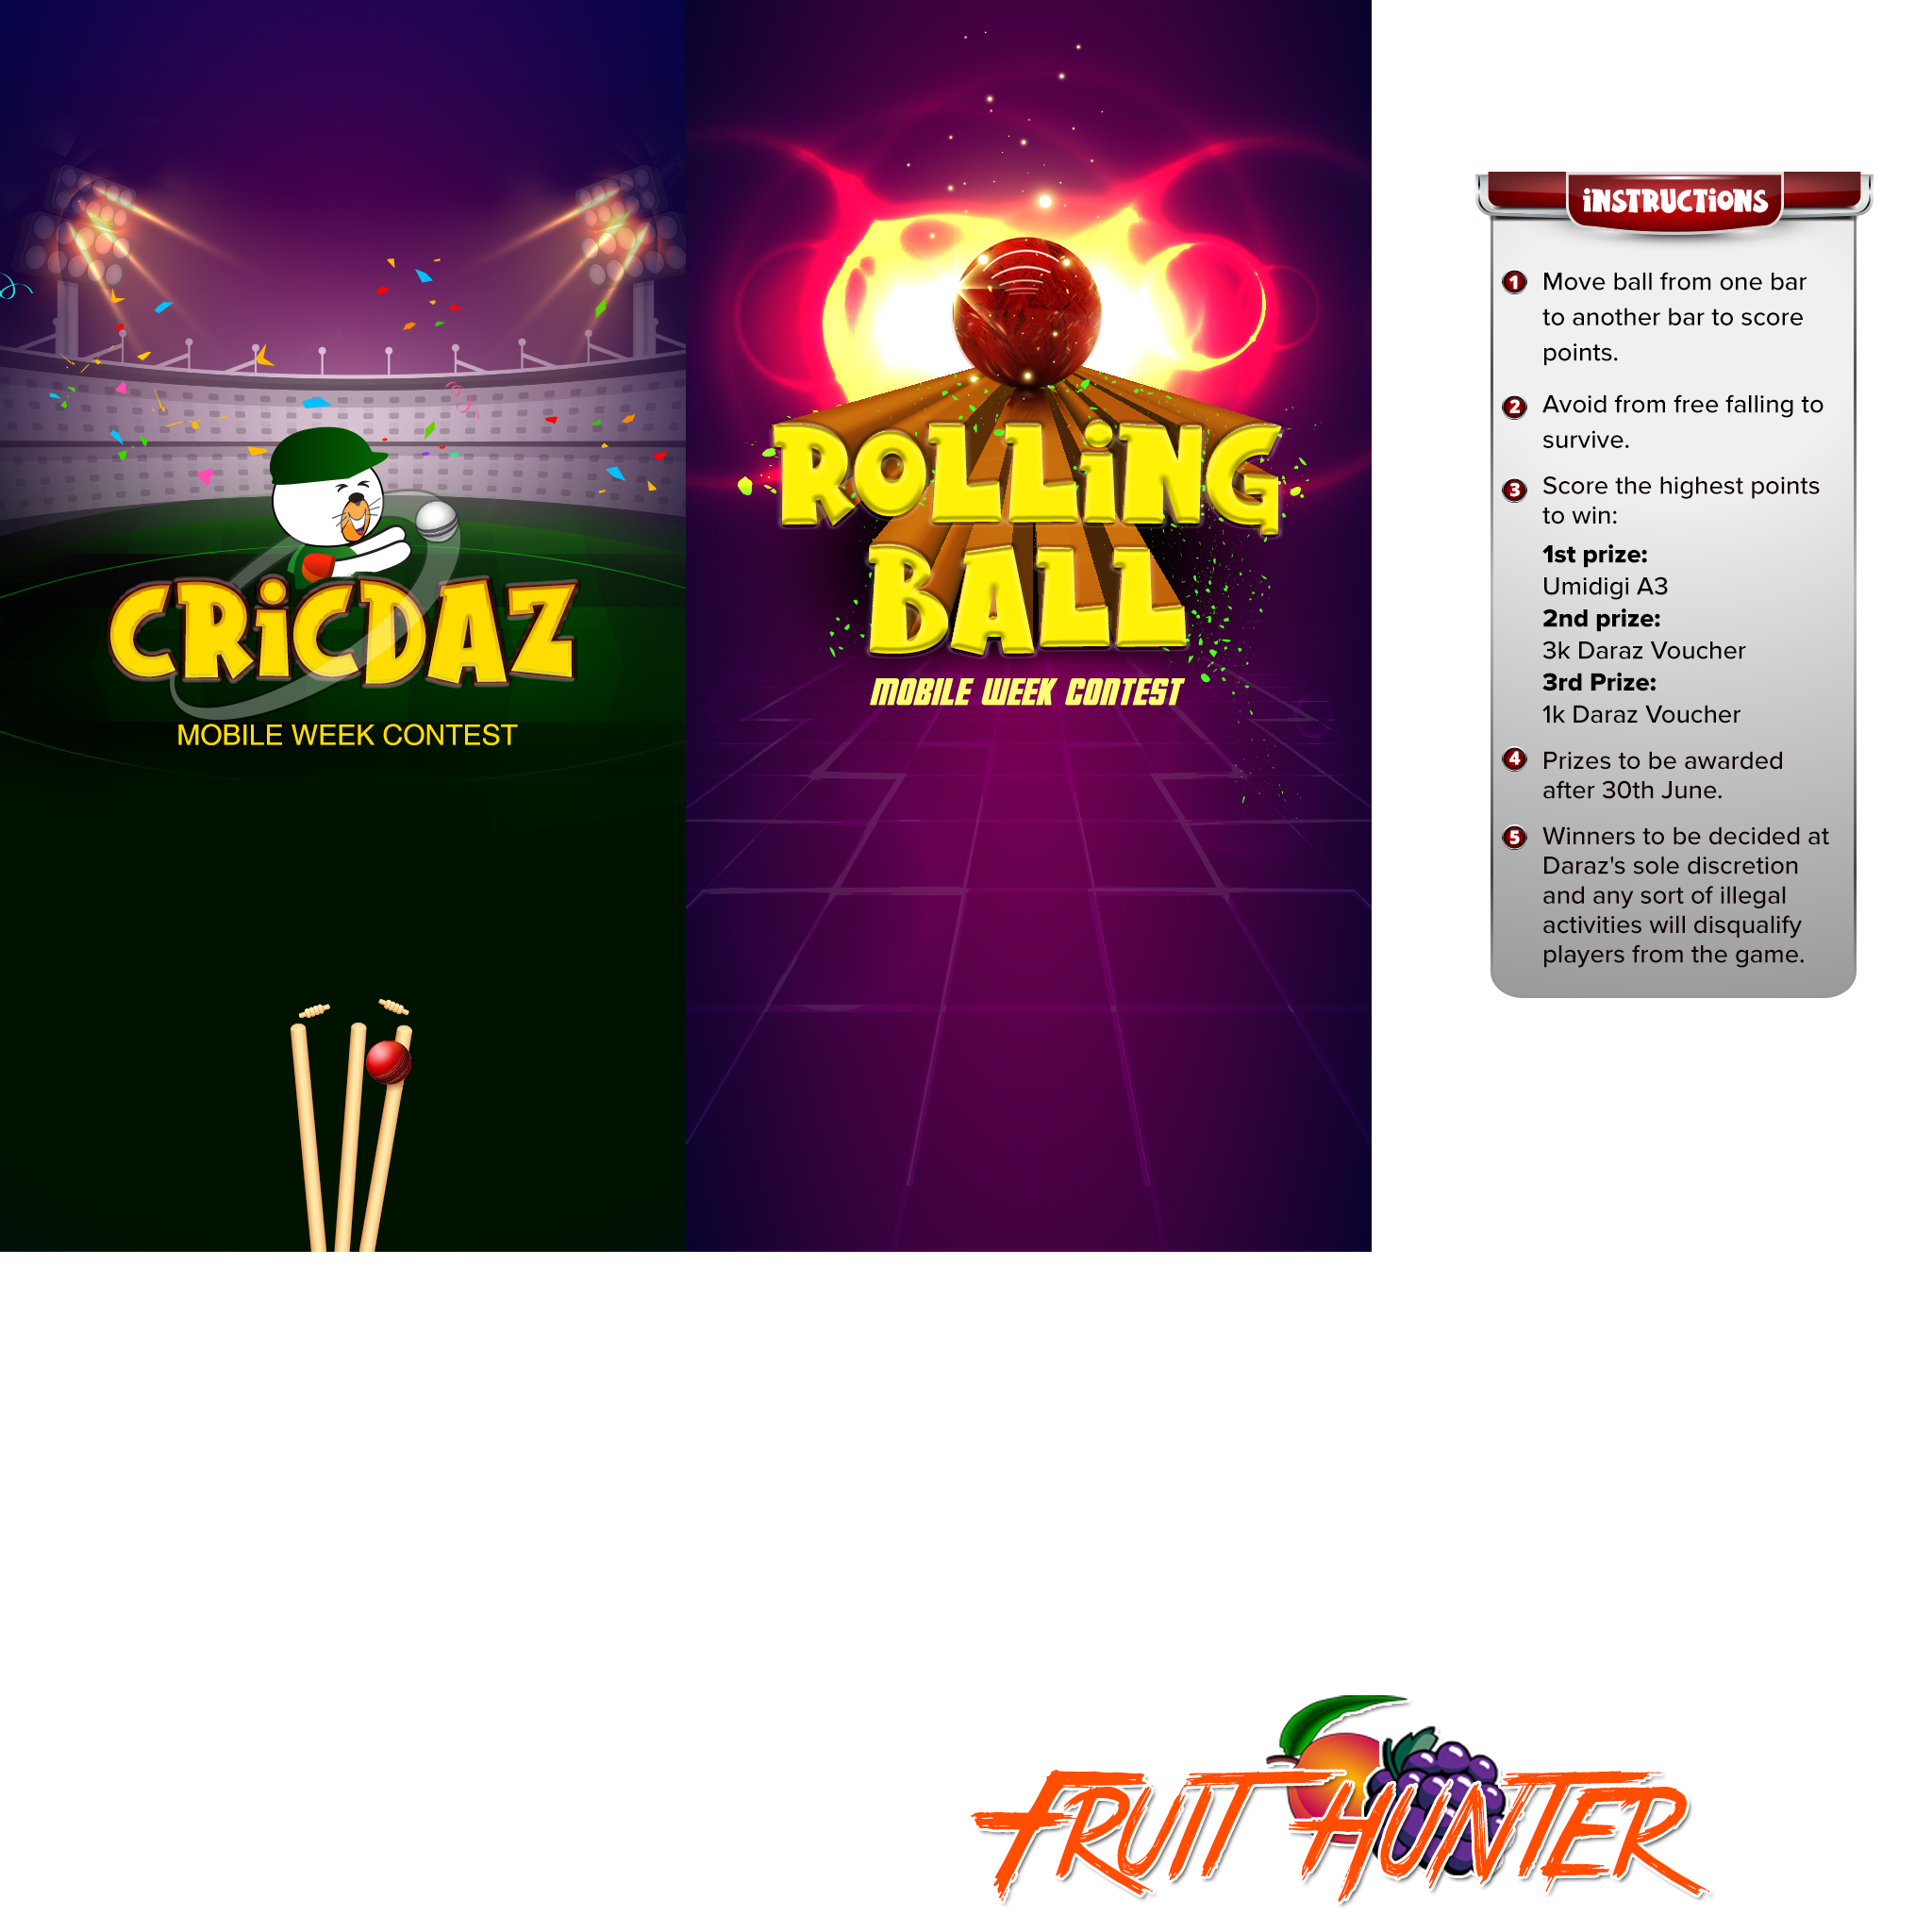 CRiCDAZ
MOBILE WEEK CONTEST
ROLLiNG
BALL
MOBILE WEEK CONTEST
iNSTRUCTiONS
1 Move ball from one bar
to another bar to score
points.
2 Avoid from free falling to
survive.
3 Score the highest points
to win:
1st prize:
Umidigi A3
2nd prize:
3k Daraz Voucher
3rd Prize:
1k Daraz Voucher
4 Prizes to be awarded
after 30th June.
5 Winners to be decided at
Daraz's sole discretion
and any sort of illegal
activities will disqualify
players from the game.
FRUIT HUNTER